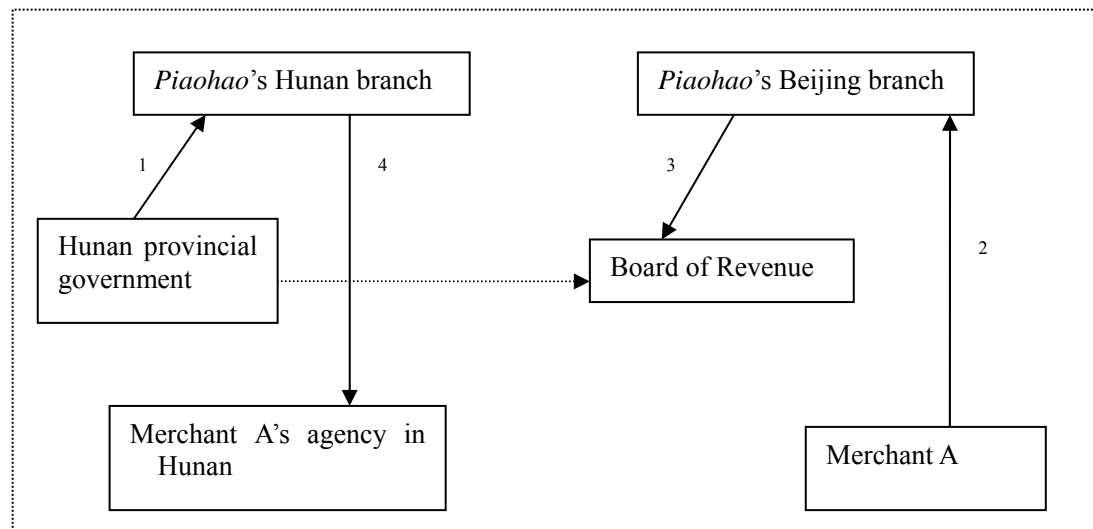 Piaohao’s Hunan branch
Piaohao’s Beijing branch
1
4
3
2
Hunan provincial
government
Board of Revenue
Merchant A’s agency in
Hunan
Merchant A